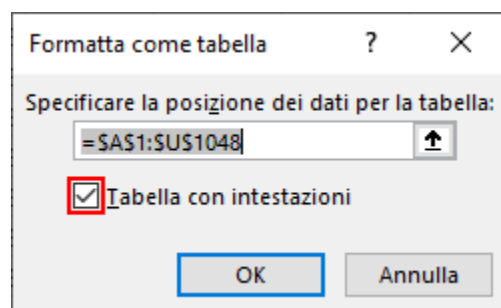 Formatta come tabella ? ×
Specificare la posizione dei dati per la tabella:
=$A$1:$U$1048
Tabella con intestazioni
OK Annulla